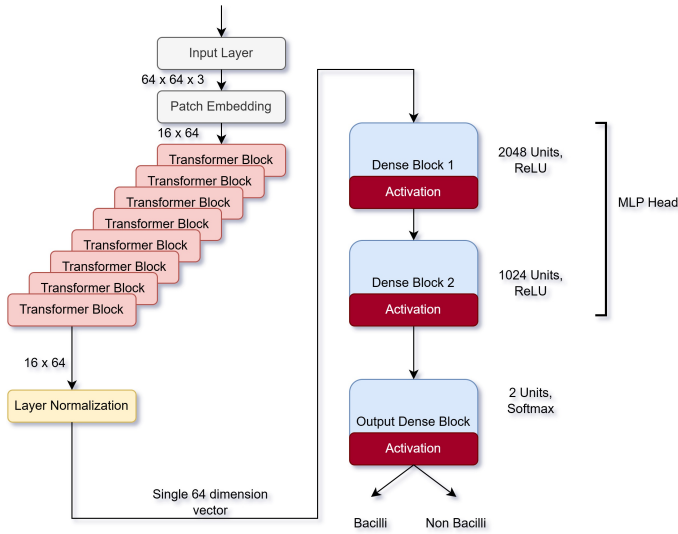 Input Layer
64 x 64 x 3
Patch Embedding
16 x 64
Transformer Block
Transformer Block
Transformer Block
Transformer Block
Transformer Block
Transformer Block
Transformer Block
Transformer Block
16 x 64
Layer Normalization
Single 64 dimension
vector
Dense Block 1
Activation
2048 Units,
ReLU
MLP Head
Dense Block 2
Activation
1024 Units,
ReLU
Output Dense Block
Activation
2 Units,
Softmax
Bacilli
Non Bacilli